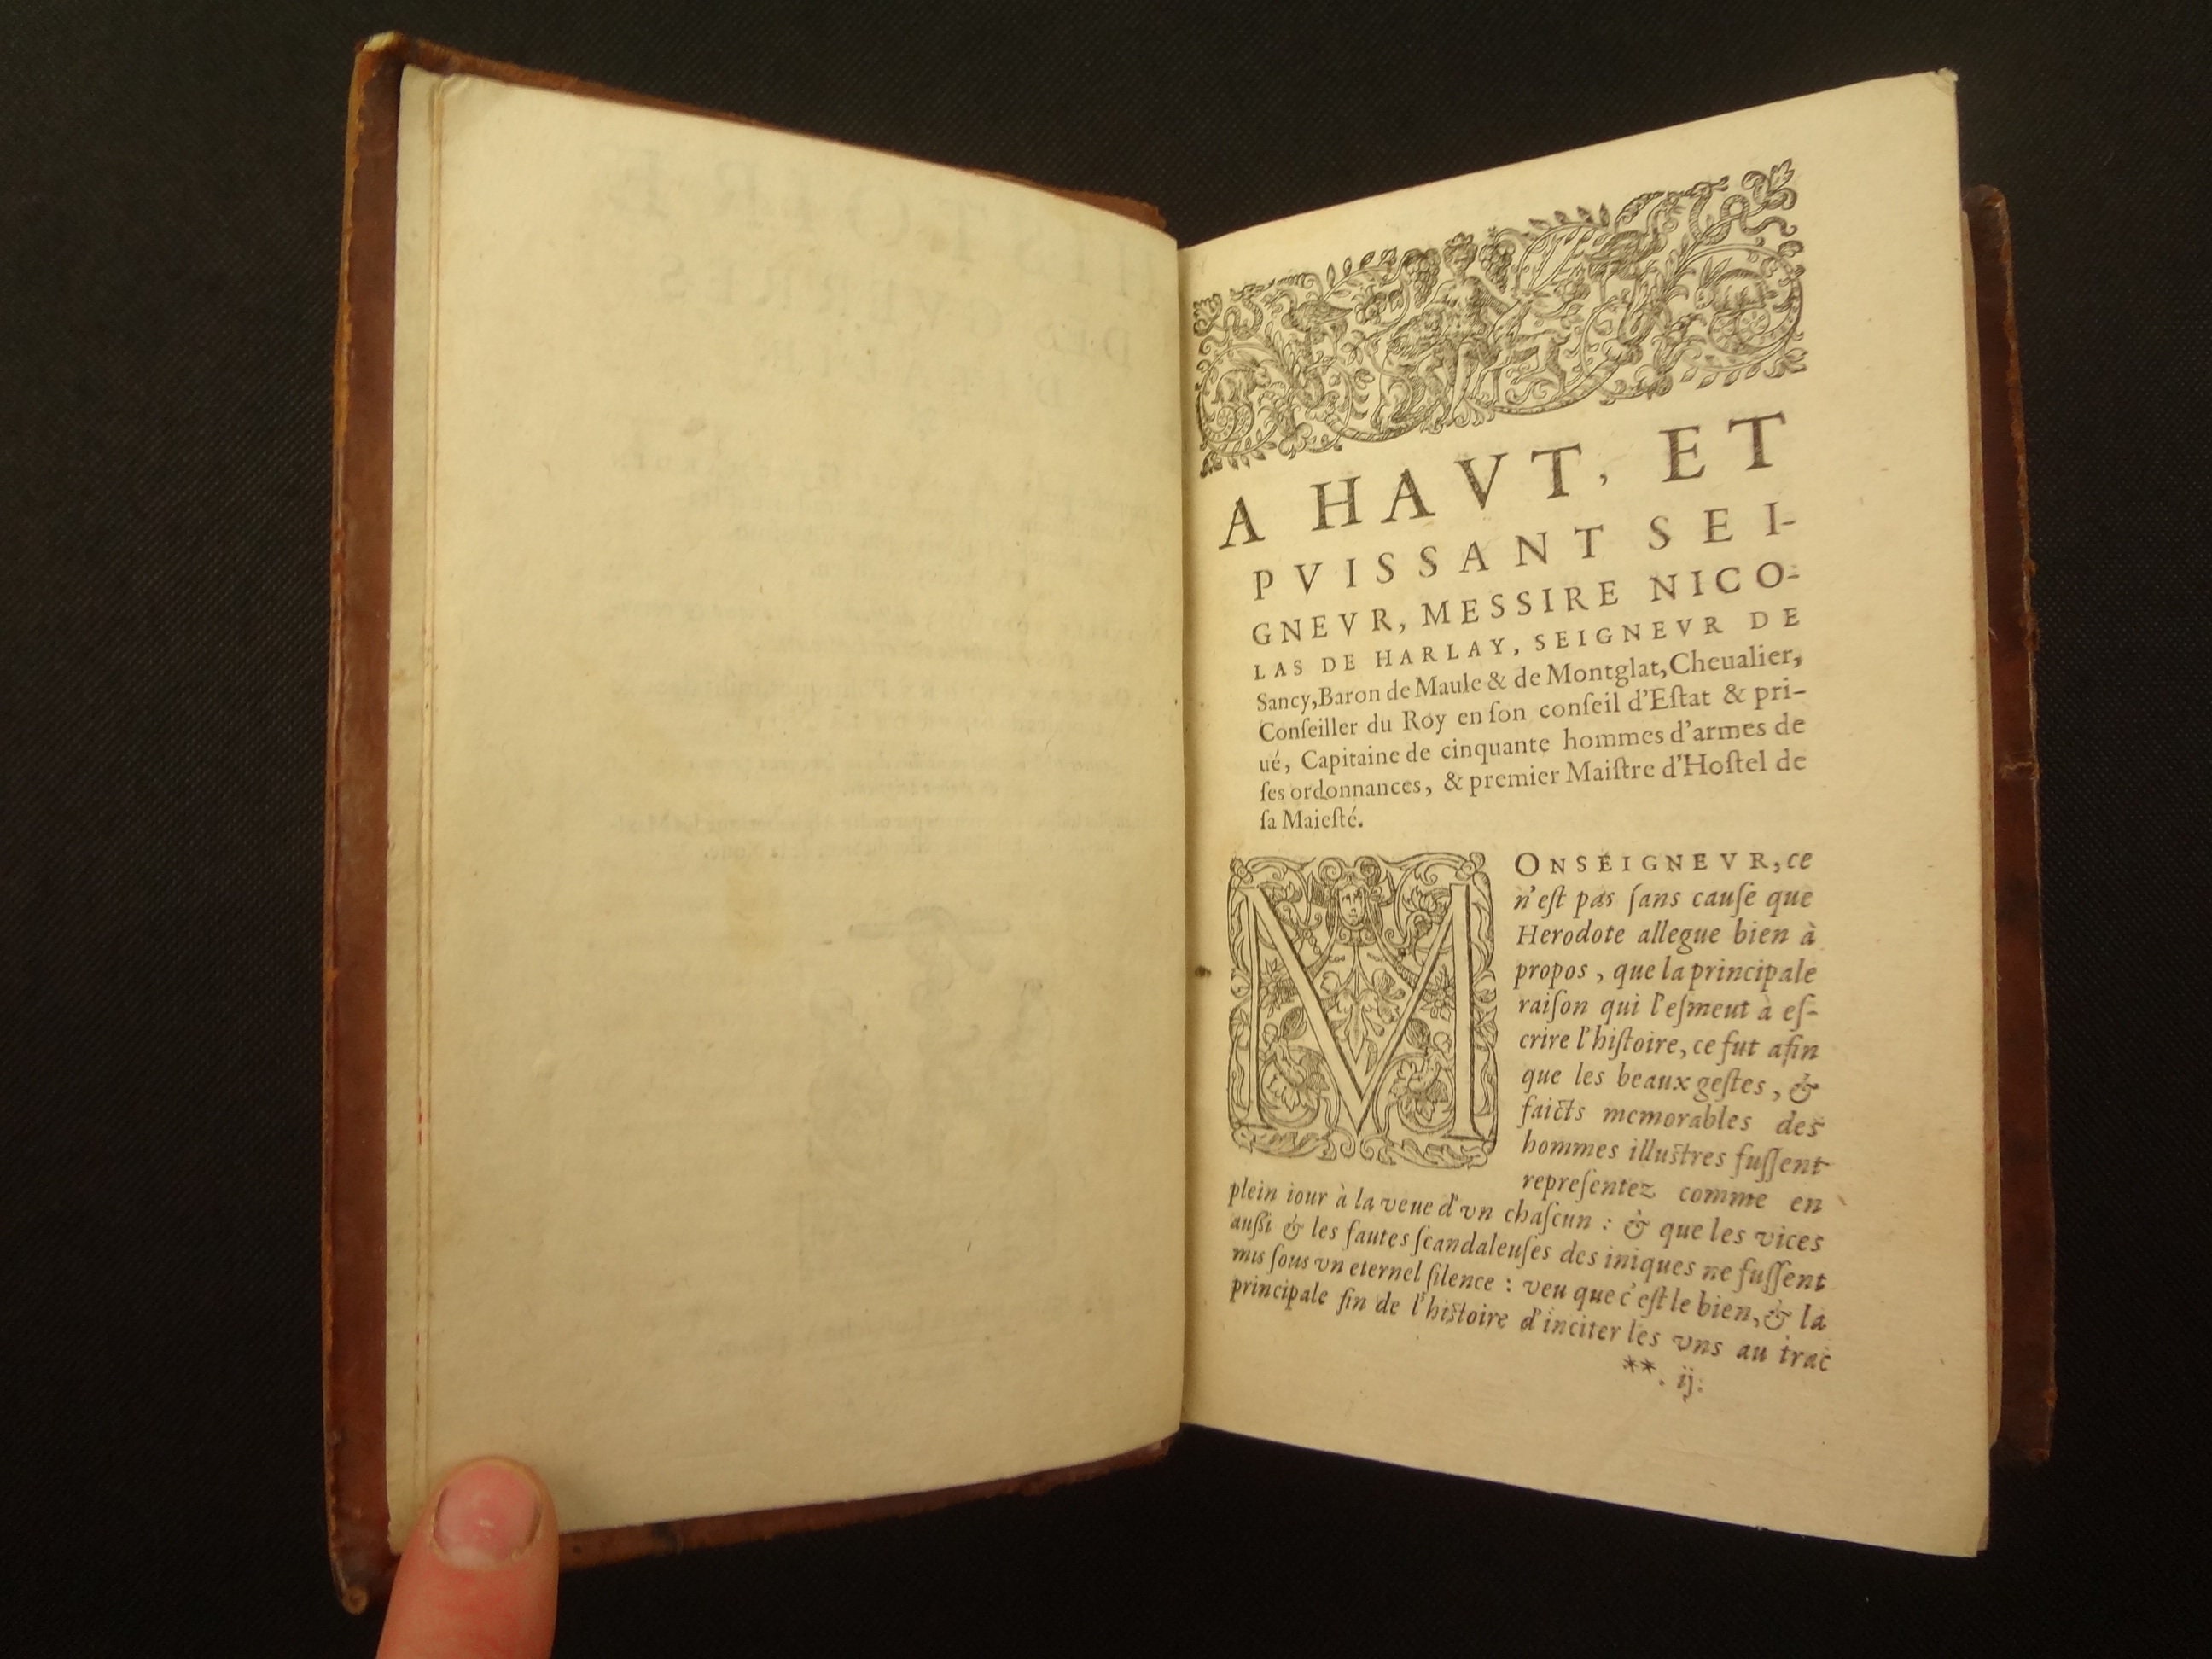 A HAVT, ET
PVISSANT SEI-
GNEVR, MESSIRE NICO-
LAS DE HARLAY, SEIGNEVR DE
Sancy, Baron de Maule & de Montglat, Cheualier,
Conſeiller du Roy en ſon conſeil d'Eſtat & pri-
ué, Capitaine de cinquante hommes d'armes de
ſes ordonnances, & premier Maiſtre d'Hoſtel de
ſa Maieſté.
MONSEIGNEVR, ce
n'eſt pas ſans cauſe que
Herodote allegue bien à
propos, que la principale
raiſon qui l'eſmeut à eſ-
crire l'hiſtoire, ce fut afin
que les beaux geſtes, &
faicts memorables des
hommes illuſtres fuſſent
repreſentez comme en
plein iour à la veue d'vn chaſcun : & que les vices
auſſi & les fautes ſcandaleuſes des iniques ne fuſſent
mis ſous vn eternel ſilence : veu que c'eſt le bien, & la
principale fin de l'hiſtoire d'inciter les vns au trac
**. ij.